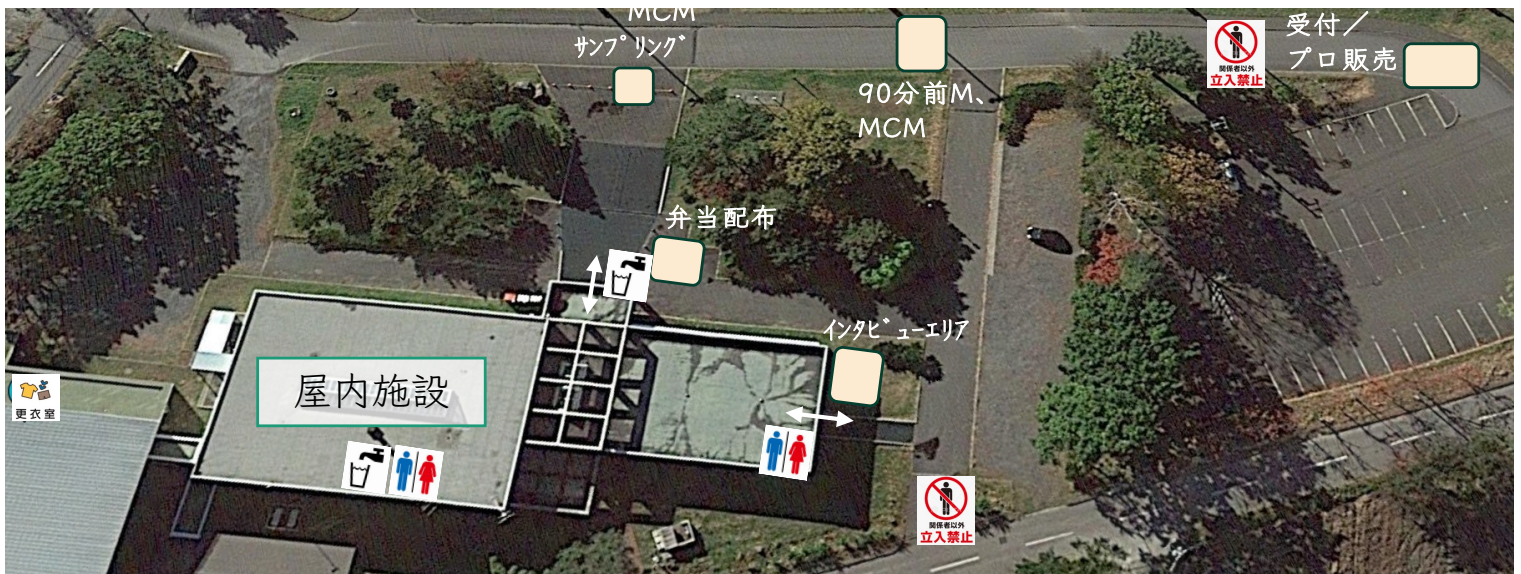 MCM
サンプリング
90分前M、
MCM
関係者以外
立入禁止
受付／
プロ販売
弁当配布
インタビューエリア
屋内施設
更衣室
関係者以外
立入禁止